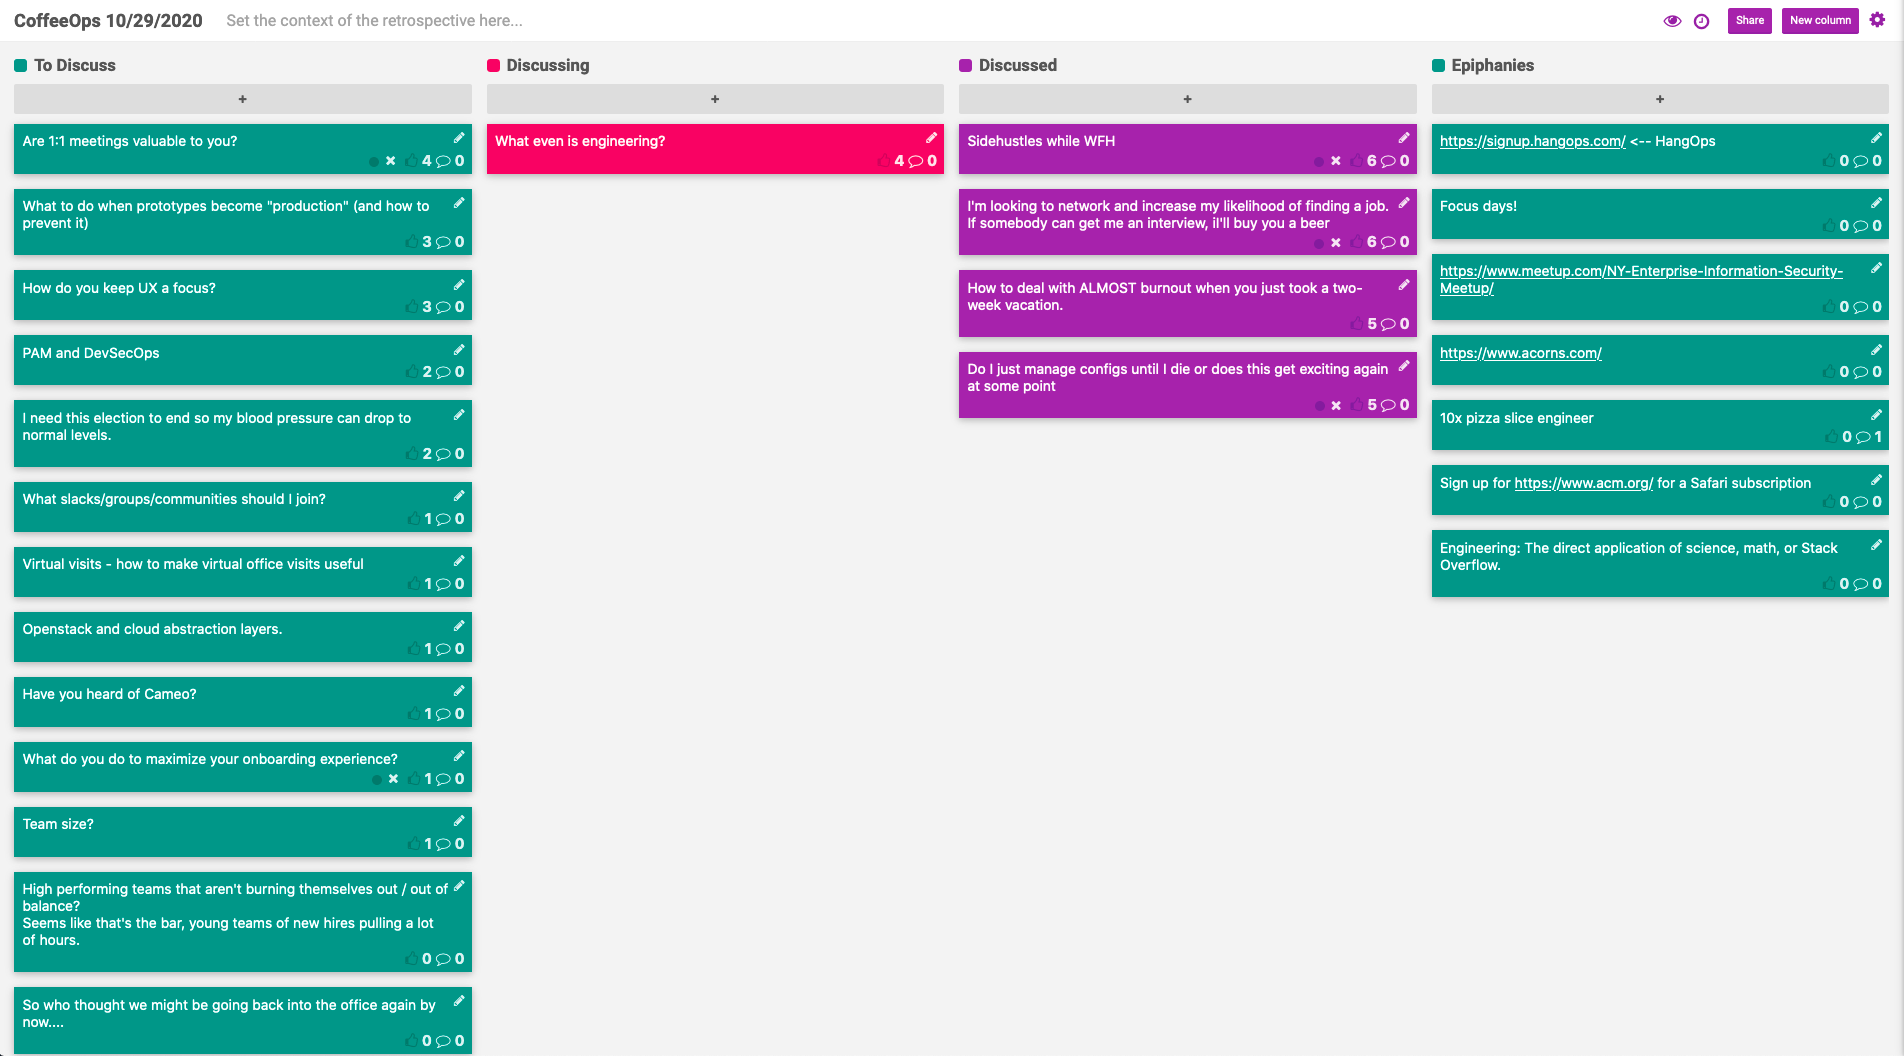 CoffeeOps 10/29/2020
Set the context of the retrospective here...
Share
New column
To Discuss
+
Are 1:1 meetings valuable to you?
4 0
What to do when prototypes become "production" (and how to
prevent it)
3 0
How do you keep UX a focus?
3 0
PAM and DevSecOps
2 0
I need this election to end so my blood pressure can drop to
normal levels.
2 0
What slacks/groups/communities should I join?
1 0
Virtual visits - how to make virtual office visits useful
1 0
Openstack and cloud abstraction layers.
1 0
Have you heard of Cameo?
1 0
What do you do to maximize your onboarding experience?
1 0
Team size?
1 0
High performing teams that aren't burning themselves out / out of
balance?
Seems like that's the bar, young teams of new hires pulling a lot
of hours.
0 0
So who thought we might be going back into the office again by
now....
0 0
Discussing
+
What even is engineering?
4 0
Discussed
+
Sidehustles while WFH
6 0
I'm looking to network and increase my likelihood of finding a job.
If somebody can get me an interview, il'll buy you a beer
6 0
How to deal with ALMOST burnout when you just took a two-
week vacation.
5 0
Do I just manage configs until I die or does this get exciting again
at some point
5 0
Epiphanies
+
https://signup.hangops.com/ <-- HangOps
0 0
Focus days!
0 0
https://www.meetup.com/NY-Enterprise-Information-Security-
Meetup/
0 0
https://www.acorns.com/
0 0
10x pizza slice engineer
0 1
Sign up for https://www.acm.org/ for a Safari subscription
0 0
Engineering: The direct application of science, math, or Stack
Overflow.
0 0